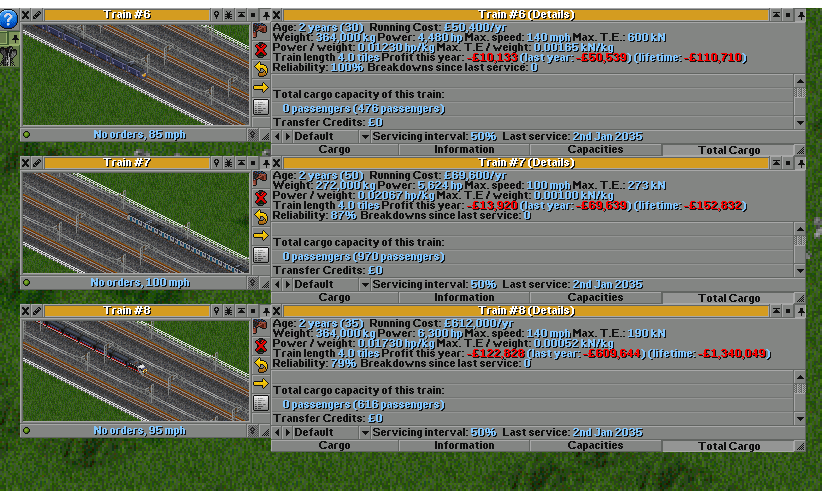 ?
Train #6
Train #6 (Details)
Age: 2 years (30) Running Cost: £50,400/yr
Weight: 364,000 kg Power: 4,480 hp Max. speed: 140 mph Max. T.E.: 600 kN
Power / weight: 0.01230 hp/kg Max. T.E / weight: 0.00165 kN/kg
Train length 4.0 tiles Profit this year: -£10,133 (last year: -£50,539) (lifetime: -£110,710)
Reliability: 100% Breakdowns since last service: 0
Total cargo capacity of this train:
0 passengers (476 passengers)
Transfer Credits: £0
No orders, 85 mph
Default Servicing interval: 50% Last service: 2nd Jan 2035
Cargo Information Capacities Total Cargo
Train #7
Train #7 (Details)
Age: 2 years (50) Running Cost: £69,600/yr
Weight: 272,000 kg Power: 5,624 hp Max. speed: 100 mph Max. T.E.: 273 kN
Power / weight: 0.02067 hp/kg Max. T.E / weight: 0.00100 kN/kg
Train length 4.0 tiles Profit this year: -£13,920 (last year: -£69,639) (lifetime: -£152,832)
Reliability: 87% Breakdowns since last service: 0
Total cargo capacity of this train:
0 passengers (970 passengers)
Transfer Credits: £0
No orders, 100 mph
Default Servicing interval: 50% Last service: 2nd Jan 2035
Cargo Information Capacities Total Cargo
Train #8
Train #8 (Details)
Age: 2 years (35) Running Cost: £612,000/yr
Weight: 364,000 kg Power: 6,300 hp Max. speed: 140 mph Max. T.E.: 190 kN
Power / weight: 0.01730 hp/kg Max. T.E / weight: 0.00052 kN/kg
Train length 4.0 tiles Profit this year: -£122,828 (last year: -£609,644) (lifetime: -£1,340,049)
Reliability: 79% Breakdowns since last service: 0
Total cargo capacity of this train:
0 passengers (616 passengers)
Transfer Credits: £0
No orders, 95 mph
Default Servicing interval: 50% Last service: 2nd Jan 2035
Cargo Information Capacities Total Cargo